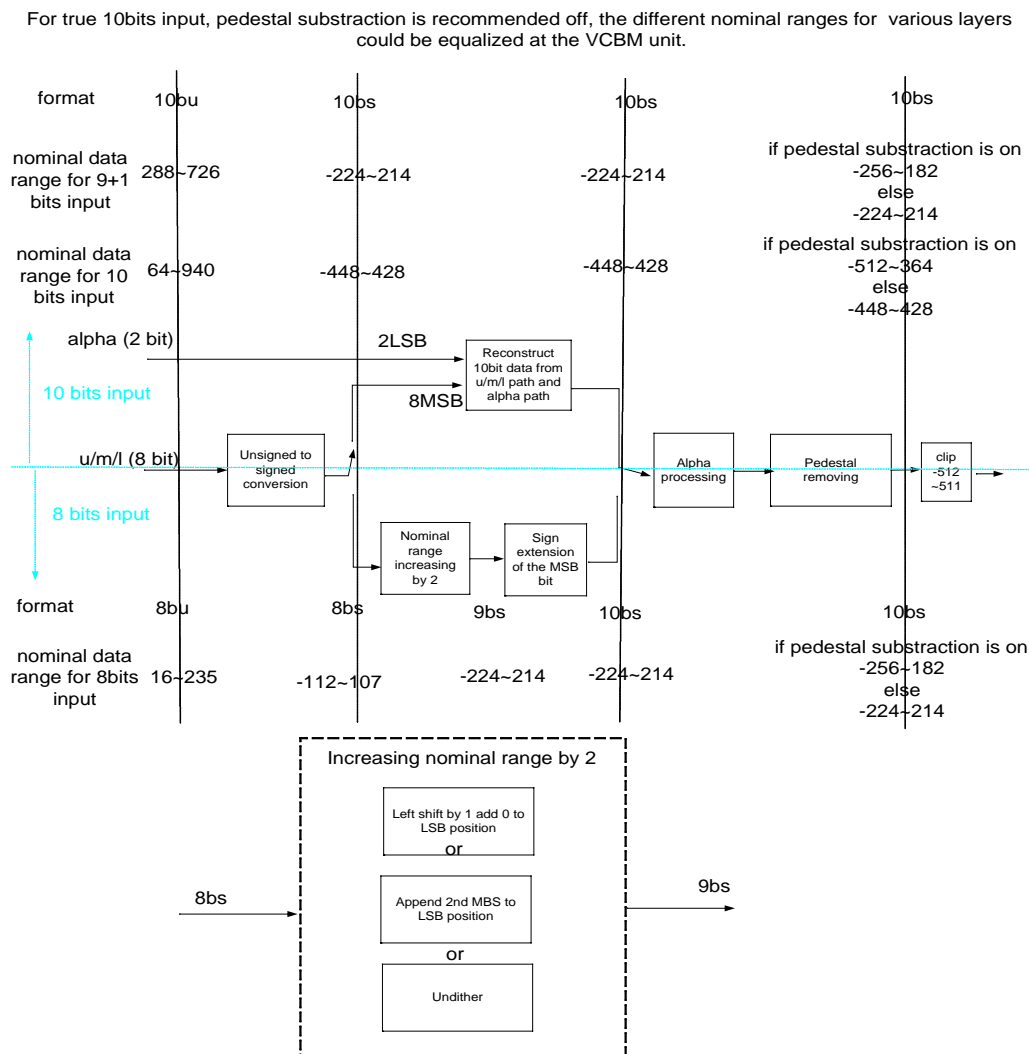 For true 10bits input, pedestal substraction is recommended off, the different nominal ranges for various layers
could be equalized at the VCBM unit.
format
10bu
10bs
10bs
10bs
nominal data
range for 9+1
bits input
288~726
-224~214
-224~214
if pedestal substraction is on
-256~182
else
-224~214
nominal data
range for 10
bits input
64~940
-448~428
-448~428
if pedestal substraction is on
-512~364
else
-448~428
alpha (2 bit)
2LSB
8MSB
Reconstruct
10bit data from
u/m/l path and
alpha path
10 bits input
u/m/l (8 bit)
Unsigned to
signed
conversion
Alpha
processing
Pedestal
removing
clip
-512
~511
8 bits input
Nominal
range
increasing
by 2
Sign
extension
of the MSB
bit
format
8bu
8bs
9bs
10bs
10bs
nominal data
range for 8bits
input
16~235
-112~107
-224~214
-224~214
if pedestal substraction is on
-256~182
else
-224~214
Increasing nominal range by 2
Left shift by 1 add 0 to
LSB position
or
8bs
Append 2nd MBS to
LSB position
9bs
or
Undither